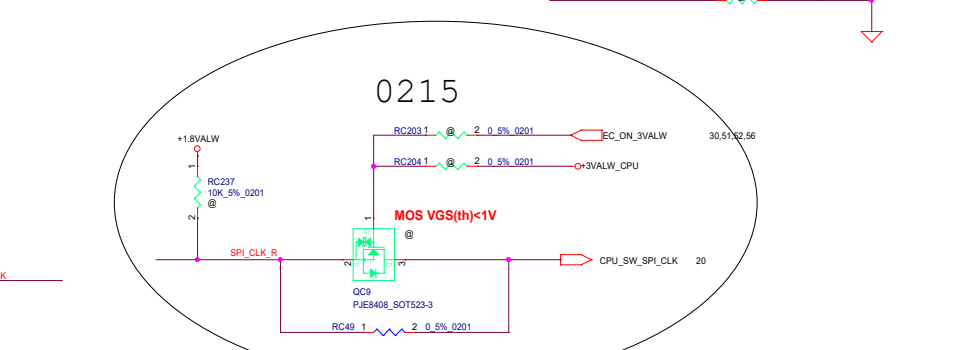 0215
+1.8VALW
RC203 1 @ 2 0_5%_0201 EC_ON_3VALW 30,51,52,56
RC204 1 @ 2 0_5%_0201 +3VALW_CPU
1
RC237
10K_5%_0201
@
2
1
MOS VGS(th)<1V
@
SPI_CLK_R
2
3
CPU_SW_SPI_CLK 20
K
QC9
PJE8408_SOT523-3
RC49 1 2 0_5%_0201